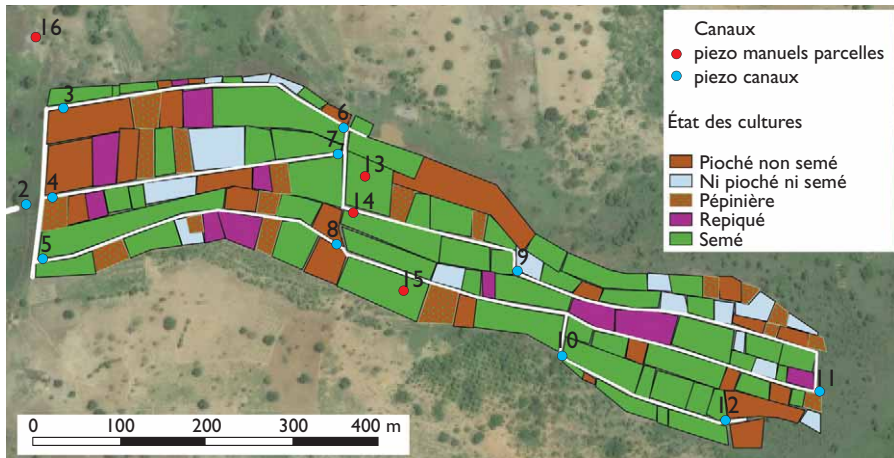 16
Canaux
piezo manuels parcelles
piezo canaux
État des cultures
Pioché non semé
Ni pioché ni semé
Pépinière
Repiqué
Semé
3
6
7
13
2
4
14
5
8
9
15
10
11
12
0 100 200 300 400 m